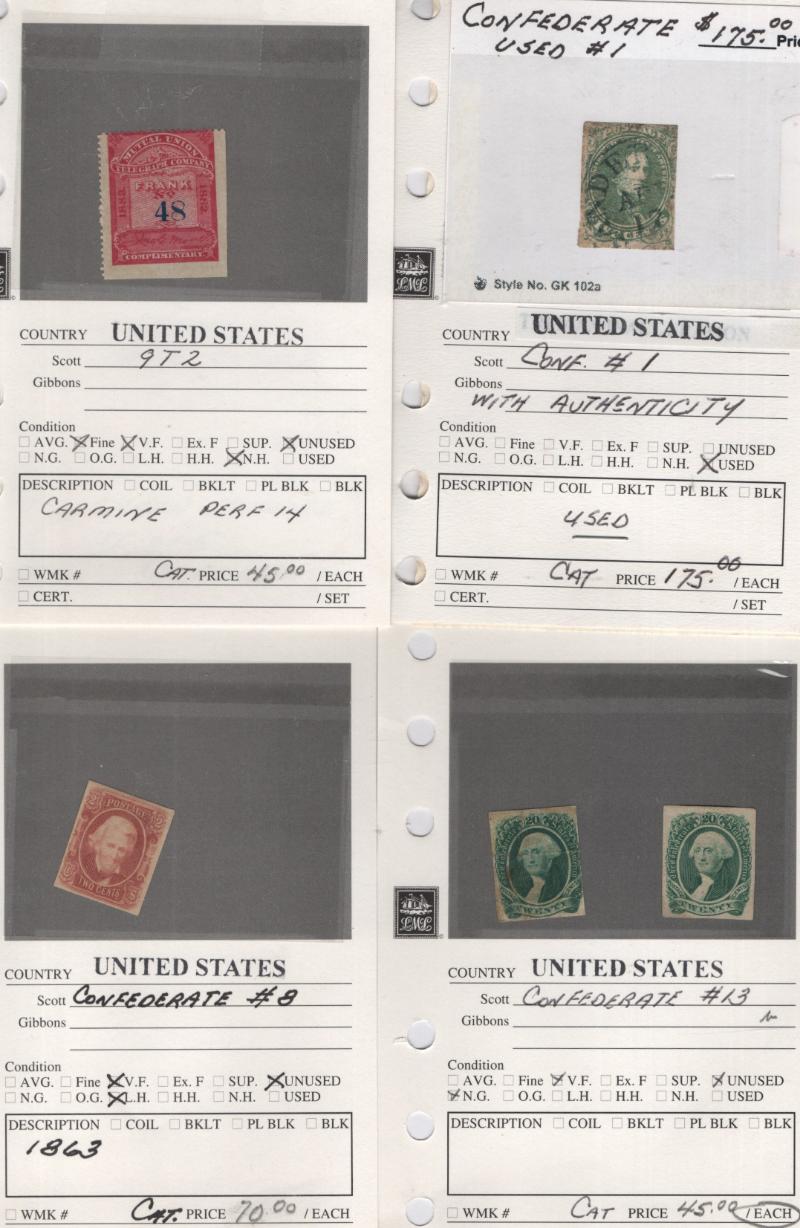 MUTUAL UNION
TELEGRAPH COMPANY
FRANK
1883 1882
48
COMPLIMENTARY.
COUNTRY UNITED STATES
Scott 9T2
Gibbons
Condition
AVG. Fine V.F. Ex. F SUP. UNUSED
N.G. O.G. L.H. H.H. N.H. USED
DESCRIPTION COIL BKLT PL BLK BLK
CARMINE PERF 14
WMK # CAT. PRICE 45.00 / EACH
CERT. / SET
CONFEDERATE $175.00 Pric
USED #1
LML
Style No. GK 102a
COUNTRY UNITED STATES
Scott CONF. #1
Gibbons
WITH AUTHENTICITY
Condition
AVG. Fine V.F. Ex. F SUP. UNUSED
N.G. O.G. L.H. H.H. N.H. USED
DESCRIPTION COIL BKLT PL BLK BLK
USED
WMK # CAT PRICE 175.00 / EACH
CERT. / SET
POSTAGE
TWO CENTS
COUNTRY UNITED STATES
Scott CONFEDERATE #8
Gibbons
Condition
AVG. Fine V.F. Ex. F SUP. UNUSED
N.G. O.G. L.H. H.H. N.H. USED
DESCRIPTION COIL BKLT PL BLK BLK
1863
WMK # CAT. PRICE 70.00 / EACH
20 20
TWENTY TWENTY
LML
COUNTRY UNITED STATES
Scott CONFEDERATE #13
Gibbons
Condition
AVG. Fine V.F. Ex. F SUP. UNUSED
N.G. O.G. L.H. H.H. N.H. USED
DESCRIPTION COIL BKLT PL BLK BLK
WMK # CAT PRICE 45.00 / EACH